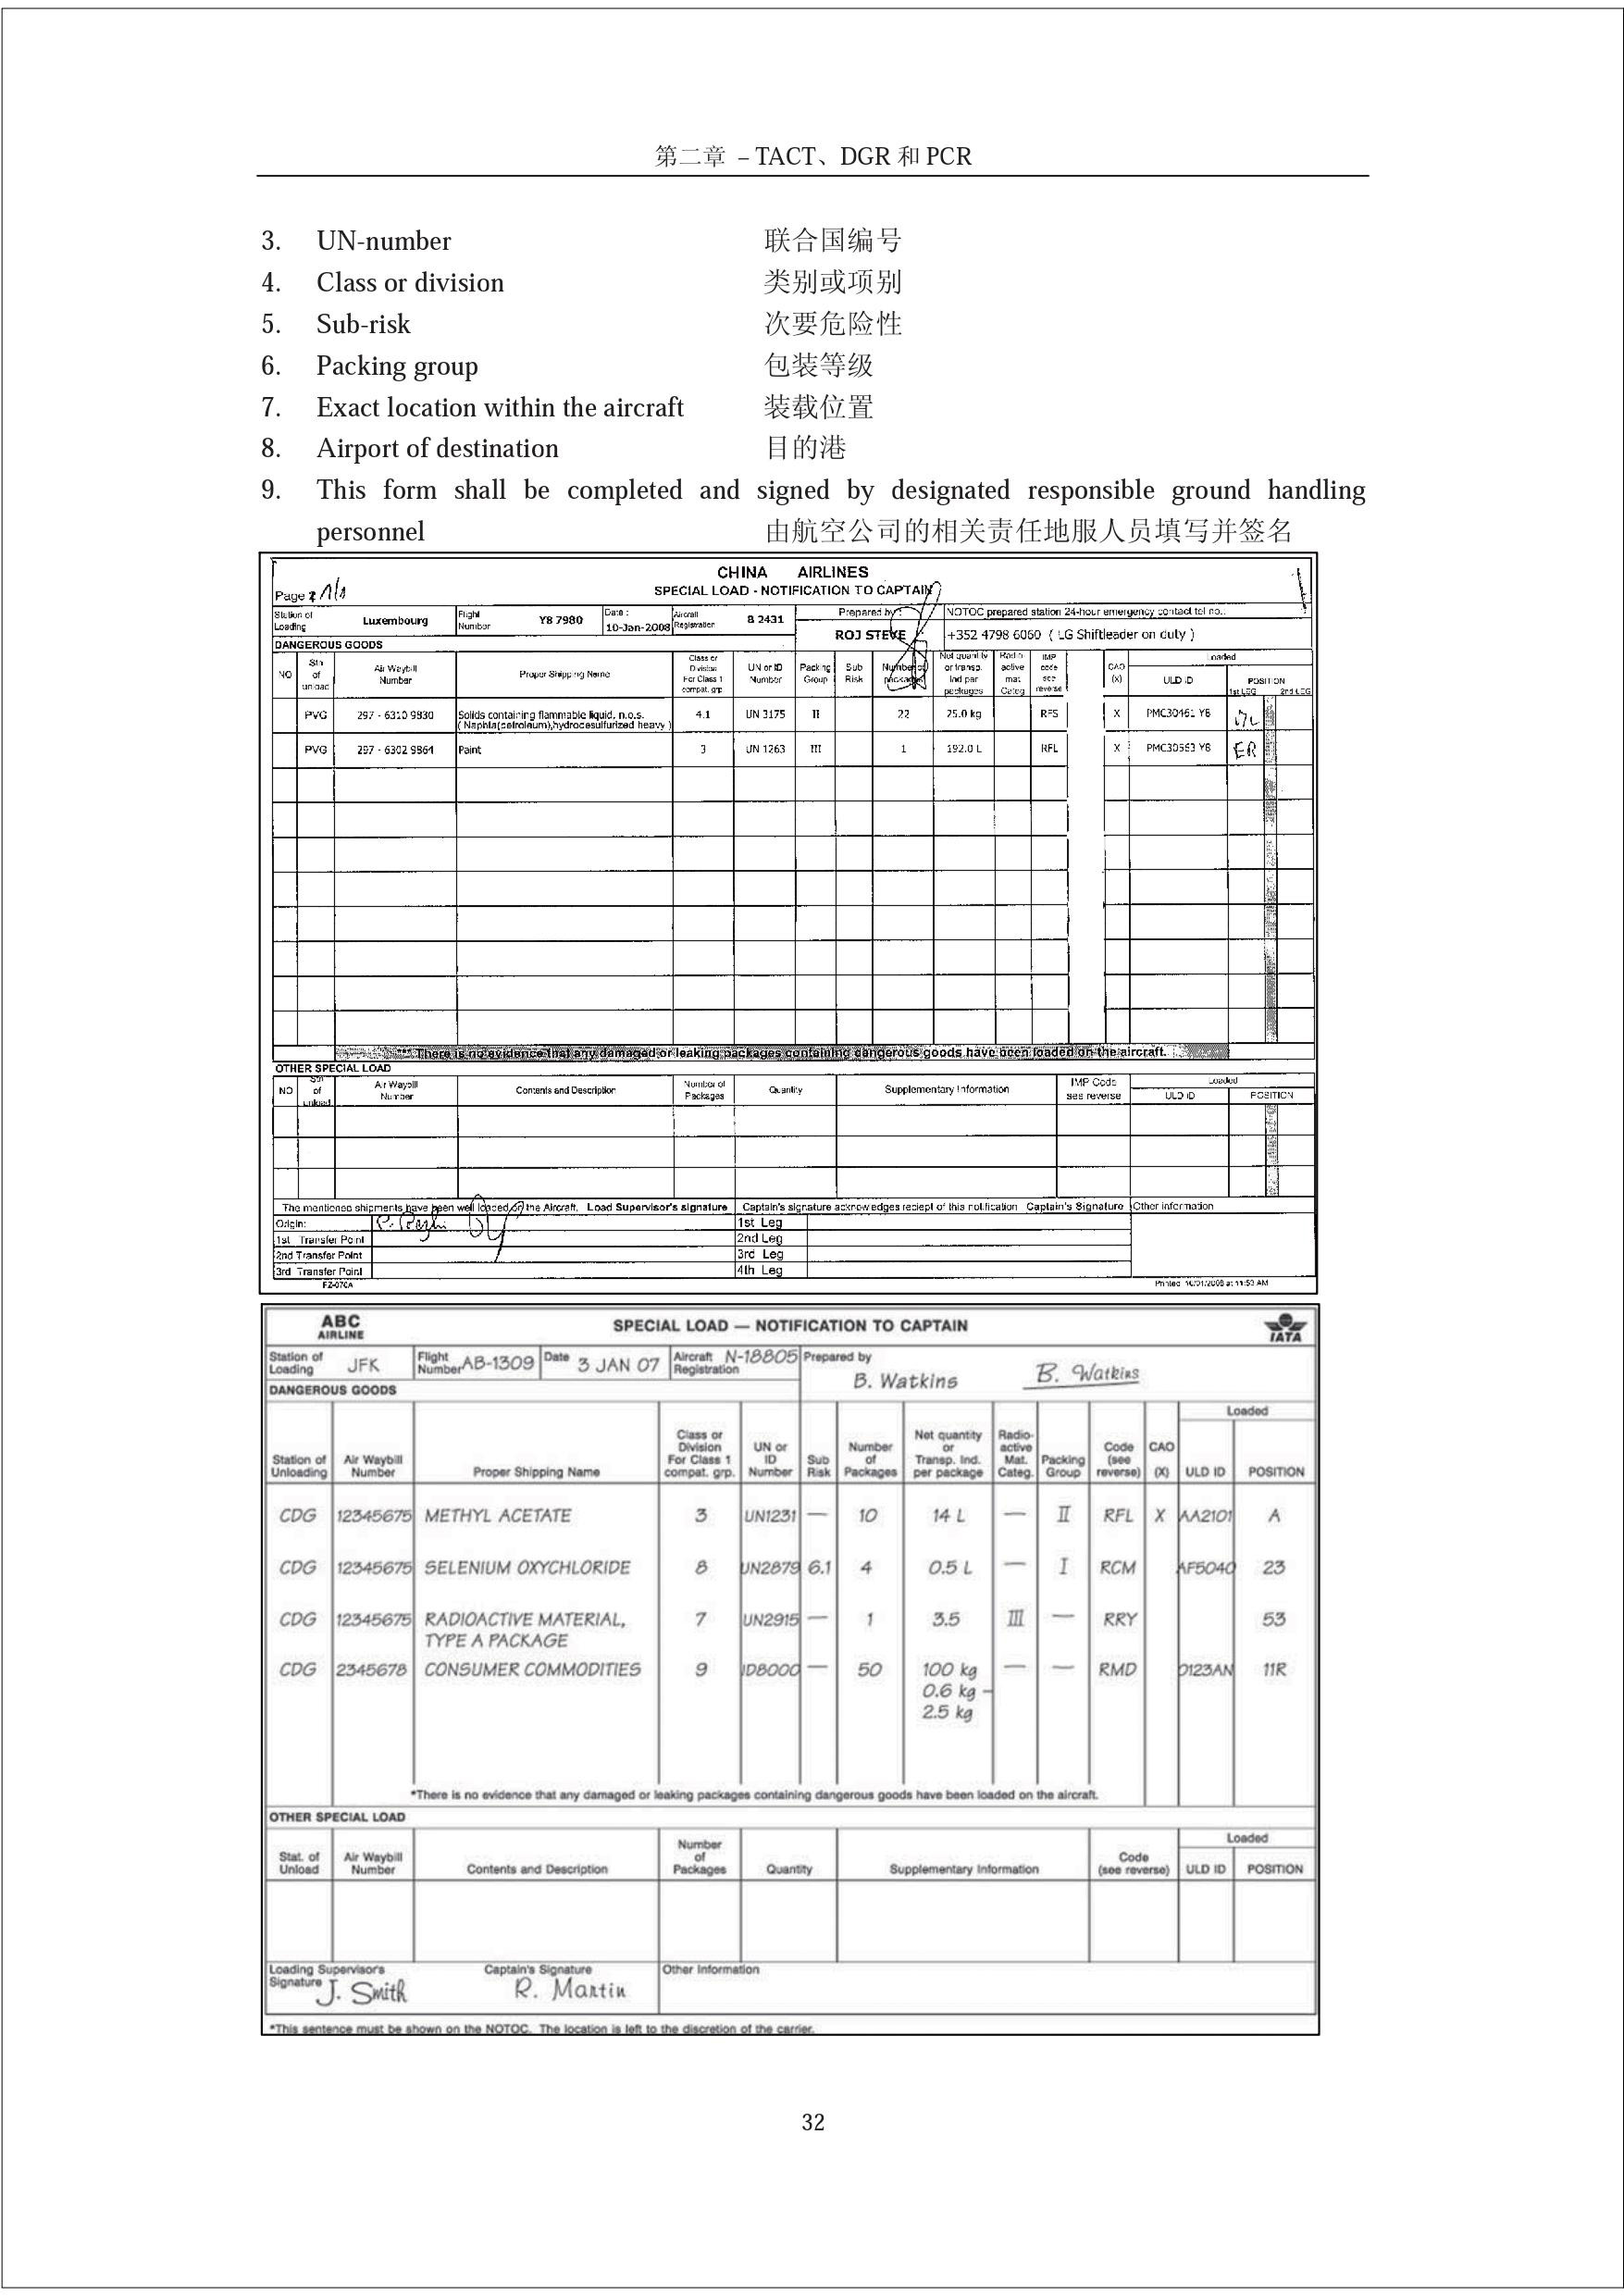 第二章 – TACT、DGR 和 PCR
3. UN-number 联合国编号
4. Class or division 类别或项别
5. Sub-risk 次要危险性
6. Packing group 包装等级
7. Exact location within the aircraft 装载位置
8. Airport of destination 目的港
9. This form shall be completed and signed by designated responsible ground handling
personnel 由航空公司的相关责任地服人员填写并签名
CHINA AIRLINES
Page 1/1
SPECIAL LOAD - NOTIFICATION TO CAPTAIN
Station of Loading Luxembourg Flight Number Y8 7980 Date: 10-Jan-2008 Aircraft Registration B 2431 Prepared by: ROJ STEVE NOTOC prepared station 24-hour emergency contact tel no.:
+352 4798 6060 ( LG Shiftleader on duty )
DANGEROUS GOODS
NO Stn of unload Air Waybill Number Proper Shipping Name Class or Division For Class 1 compat. grp. UN or ID Number Packing Group Sub Risk Number of packages Net quantity or transp. Ind per packages Radio active mat Categ IMP code see reverse CAO (X) Loaded ULD ID POSITION 1st LEG 2nd LEG
PVG 297 - 6310 9830 Solids containing flammable liquid, n.o.s. 4.1 UN 3175 II 22 25.0 kg RFS X PMC30461 Y8
( Naphta(petroleum),hydrodesulfurized heavy )
PVG 297 - 6302 9864 Paint 3 UN 1263 III 1 192.0 L RFL X PMC30563 Y8 ER
*** There is no evidence that any damaged or leaking packages containing dangerous goods have been loaded on the aircraft.
OTHER SPECIAL LOAD
NO Stn of unload Air Waybill Number Contents and Description Number of Packages Quantity Supplementary Information IMP Code see reverse Loaded ULD ID POSITION
The mentioned shipments have been well loaded on the Aircraft. Load Supervisor's signature Captain's signature acknowledges reciept of this notification Captain's Signature Other information
Origin: 1st Leg
1st Transfer Point 2nd Leg
2nd Transfer Point 3rd Leg
3rd Transfer Point 4th Leg
FZ-070A Printed 10/01/2008 at 11:50 AM
ABC AIRLINE SPECIAL LOAD — NOTIFICATION TO CAPTAIN IATA
Station of Loading JFK Flight Number AB-1309 Date 3 JAN 07 Aircraft Registration N-18805 Prepared by B. Watkins B. Watkins
DANGEROUS GOODS
Station of Unloading Air Waybill Number Proper Shipping Name Class or Division For Class 1 compat. grp. UN or ID Number Sub Risk Number of Packages Net quantity or Transp. Ind. per package Radio-active Mat. Categ. Packing Group Code (see reverse) CAO (X) Loaded ULD ID POSITION
CDG 12345675 METHYL ACETATE 3 UN1231 — 10 14 L — II RFL X AA2101 A
CDG 12345675 SELENIUM OXYCHLORIDE 8 UN2879 6.1 4 0.5 L — I RCM AF5040 23
CDG 12345675 RADIOACTIVE MATERIAL, 7 UN2915 — 1 3.5 III — RRY 53
TYPE A PACKAGE
CDG 2345678 CONSUMER COMMODITIES 9 ID8000 — 50 100 kg — — RMD 0123AN 11R
0.6 kg –
2.5 kg
*There is no evidence that any damaged or leaking packages containing dangerous goods have been loaded on the aircraft.
OTHER SPECIAL LOAD
Stat. of Unload Air Waybill Number Contents and Description Number of Packages Quantity Supplementary Information Code (see reverse) Loaded ULD ID POSITION
Loading Supervisor's Signature J. Smith Captain's Signature R. Martin Other Information
*This sentence must be shown on the NOTOC. The location is left to the discretion of the carrier.
32